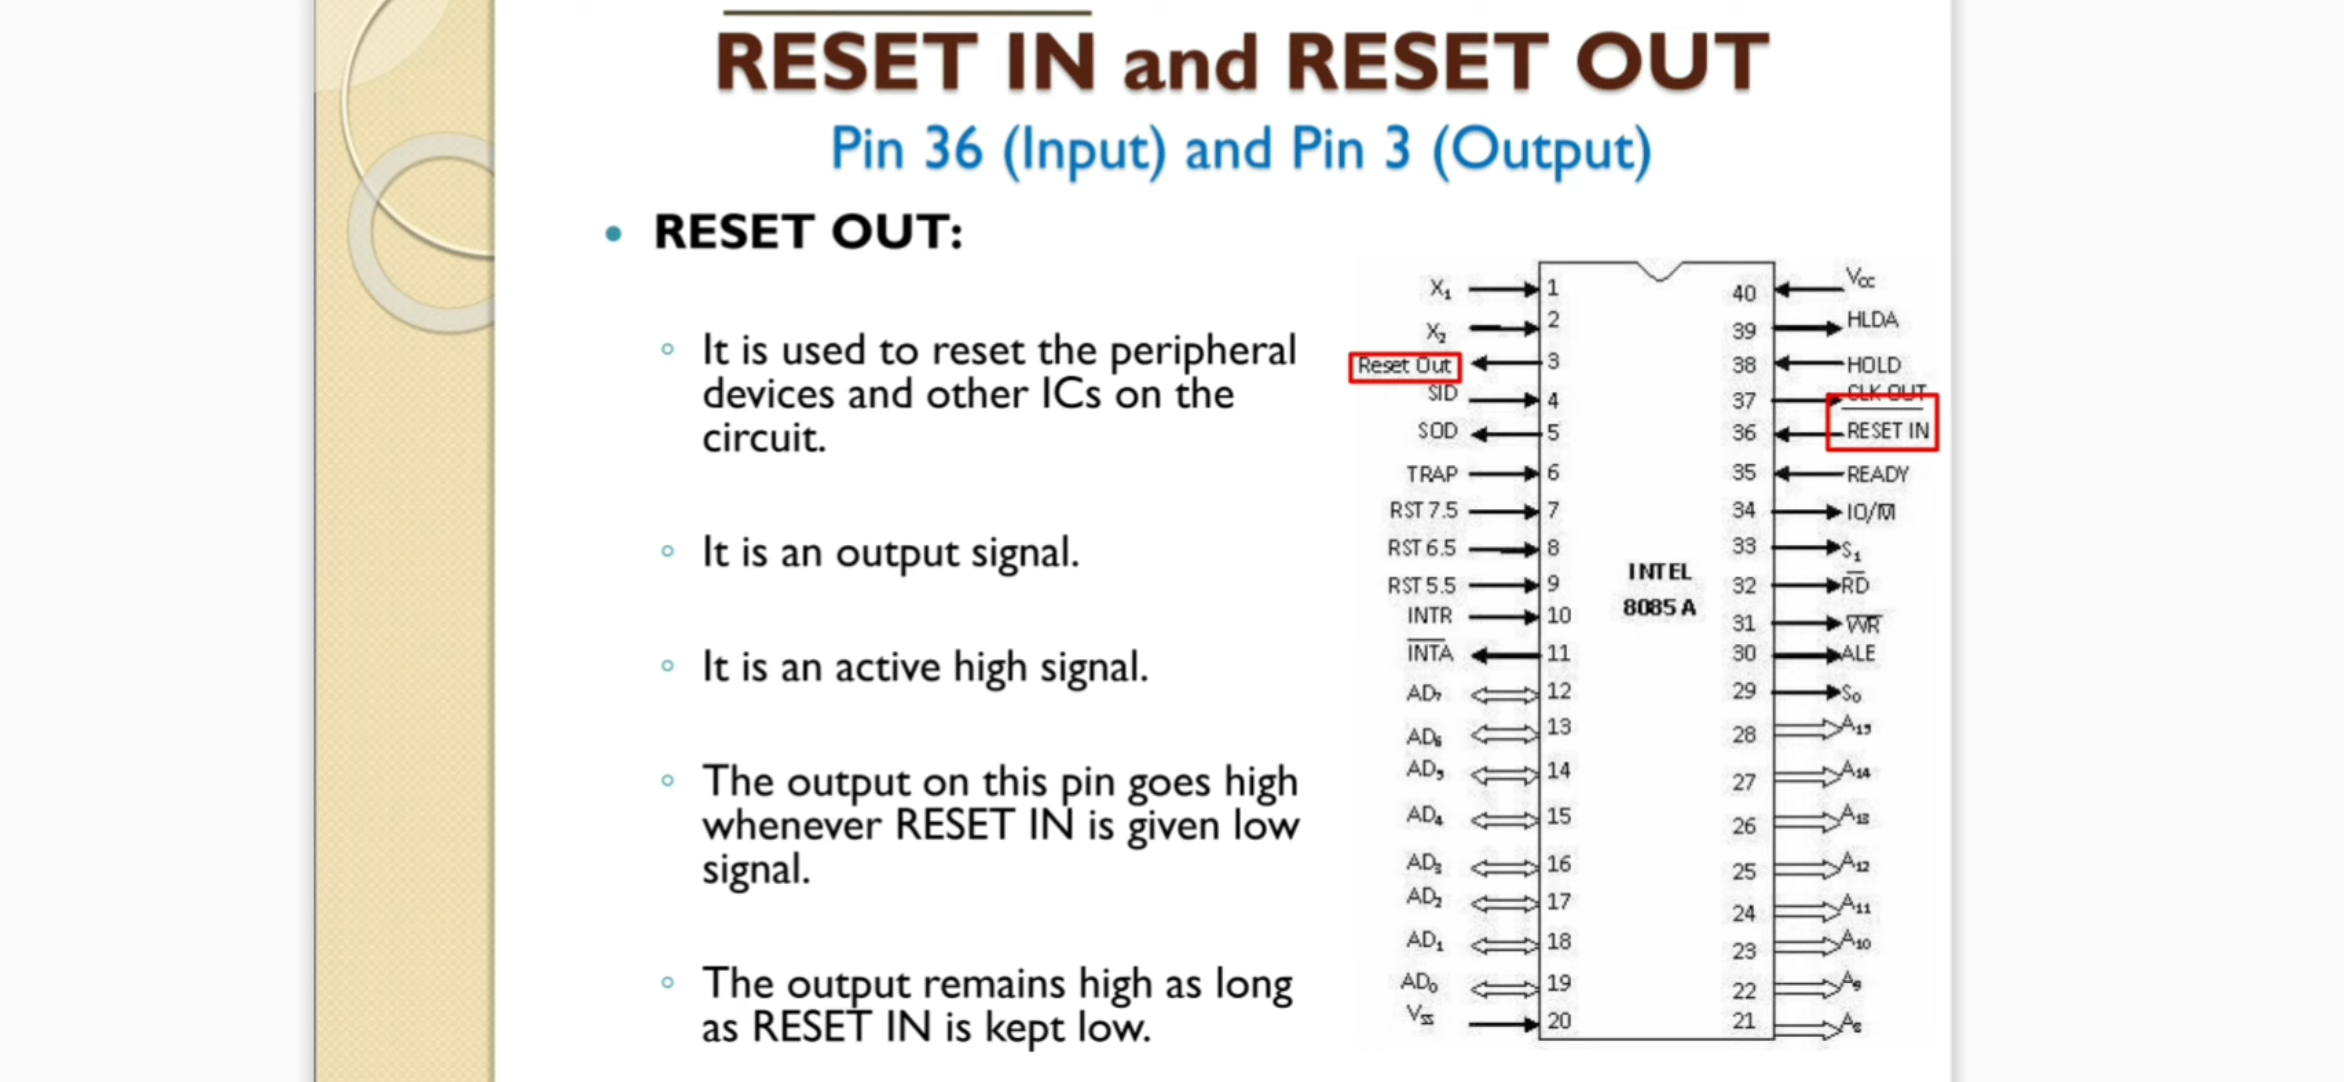 RESET IN and RESET OUT
Pin 36 (Input) and Pin 3 (Output)
• RESET OUT:
◦ It is used to reset the peripheral
devices and other ICs on the
circuit.
◦ It is an output signal.
◦ It is an active high signal.
◦ The output on this pin goes high
whenever RESET IN is given low
signal.
◦ The output remains high as long
as RESET IN is kept low.
X₁ 1 40 Vcc
X₂ 2 39 HLDA
Reset Out 3 38 HOLD
SID 4 37 CLK OUT
SOD 5 36 RESET IN
TRAP 6 35 READY
RST 7.5 7 34 IO/M̅
RST 6.5 8 33 S₁
RST 5.5 9 32 R̅D̅
INTR 10 31 W̅R̅
I̅N̅T̅A̅ 11 30 ALE
AD₇ 12 29 S₀
AD₆ 13 28 A₁₅
AD₅ 14 27 A₁₄
AD₄ 15 26 A₁₃
AD₃ 16 25 A₁₂
AD₂ 17 24 A₁₁
AD₁ 18 23 A₁₀
AD₀ 19 22 A₉
Vss 20 21 A₈
INTEL
8085 A